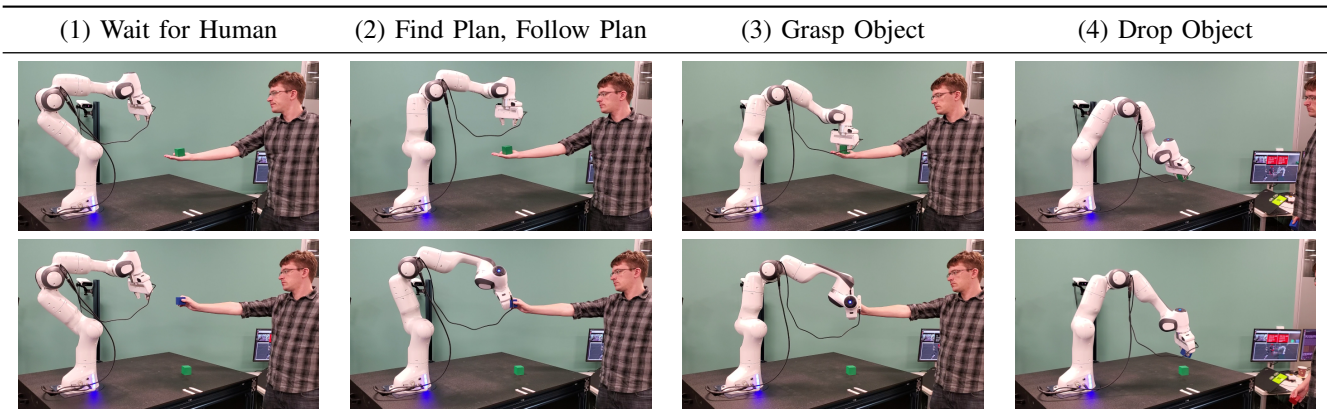 (1) Wait for Human
(2) Find Plan, Follow Plan
(3) Grasp Object
(4) Drop Object